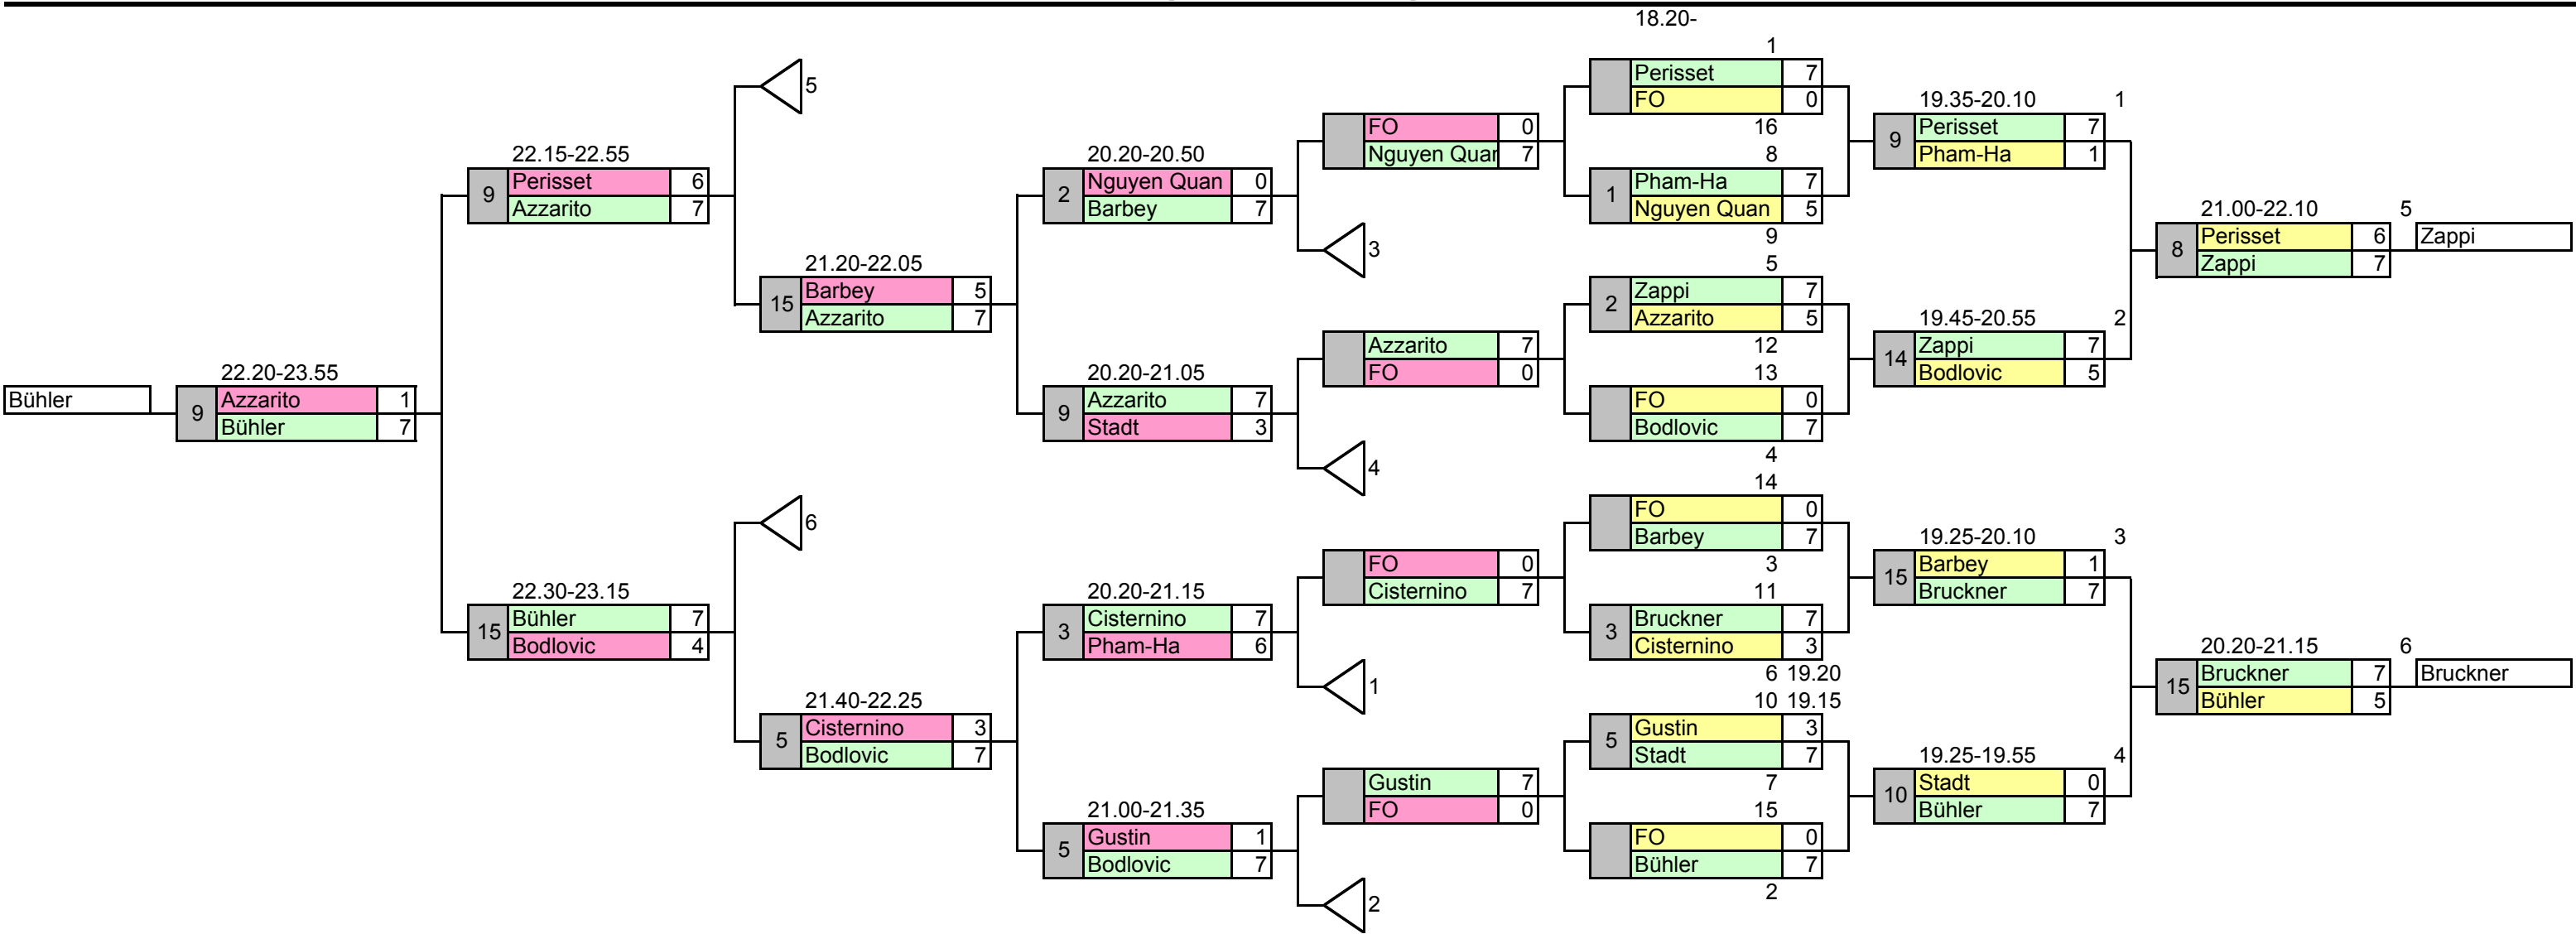 18.20-
1
Perisset 7
5
FO 0
19.35-20.10 1
FO 0
16
Perisset 7
22.15-22.55
20.20-20.50
Nguyen Quan 7
8
9
Pham-Ha 1
9
Perisset 6
2
Nguyen Quan 0
1
Pham-Ha 7
Azzarito 7
Barbey 7
Nguyen Quan 5
21.00-22.10 5
9
8
Perisset 6
Zappi
3
21.20-22.05
5
Zappi 7
15
Barbey 5
2
Zappi 7
Azzarito 7
Azzarito 5
19.45-20.55 2
Azzarito 7
12
14
Zappi 7
22.20-23.55
20.20-21.05
FO 0
13
Bodlovic 5
Bühler
9
Azzarito 1
9
Azzarito 7
FO 0
Bühler 7
Stadt 3
Bodlovic 7
4
4
14
6
FO 0
Barbey 7
19.25-20.10 3
FO 0
3
15
Barbey 1
22.30-23.15
20.20-21.15
Cisternino 7
11
Bruckner 7
15
Bühler 7
3
Cisternino 7
3
Bruckner 7
Bodlovic 4
Pham-Ha 6
Cisternino 3
20.20-21.15 6
1
6 19.20
15
Bruckner 7
Bruckner
21.40-22.25
10 19.15
Bühler 5
5
Cisternino 3
5
Gustin 3
Bodlovic 7
Stadt 7
19.25-19.55 4
Gustin 7
7
10
Stadt 0
21.00-21.35
FO 0
15
Bühler 7
5
Gustin 1
FO 0
Bodlovic 7
Bühler 7
2
2